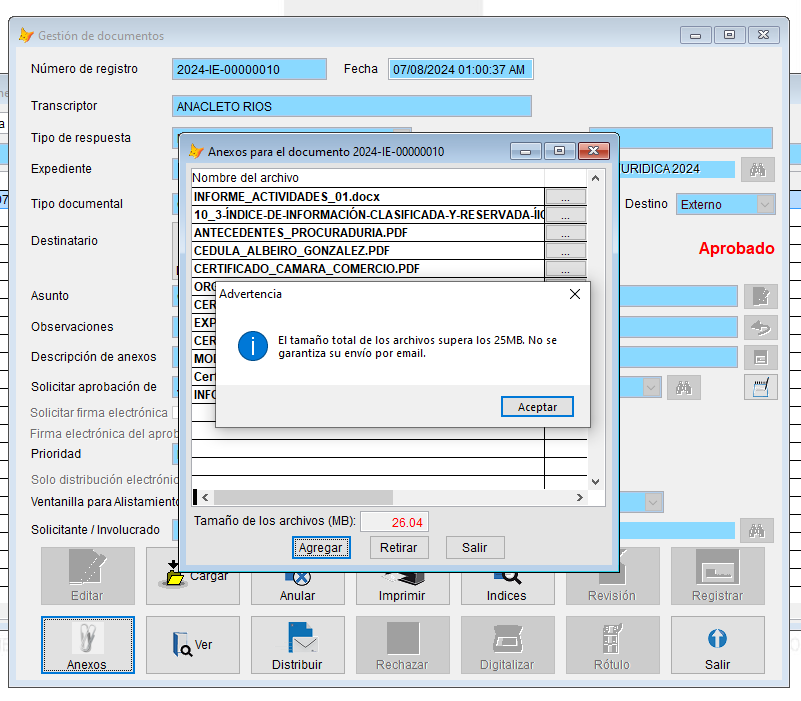 Gestión de documentos
Número de registro 2024-IE-00000010 Fecha 07/08/2024 01:00:37 AM
Transcriptor ANACLETO RIOS
Tipo de respuesta
Expediente URIDICA 2024
Tipo documental Destino Externo
Destinatario
Aprobado
Asunto
Observaciones
Descripción de anexos
Solicitar aprobación de
Solicitar firma electrónica
Firma electrónica del aprob
Prioridad
Solo distribución electrónic
Ventanilla para Alistamiento
Solicitante / Involucrado
Anexos para el documento 2024-IE-00000010
Nombre del archivo
INFORME_ACTIVIDADES_01.docx ...
10_3-ÍNDICE-DE-INFORMACIÓN-CLASIFICADA-Y-RESERVADA- ...
ANTECEDENTES_PROCURADURIA.PDF ...
CEDULA_ALBEIRO_GONZALEZ.PDF ...
CERTIFICADO_CAMARA_COMERCIO.PDF ...
ORG
CER
EXP
CER
MOI
Cert
INFO
Advertencia
El tamaño total de los archivos supera los 25MB. No se
garantiza su envío por email.
Aceptar
Tamaño de los archivos (MB): 26.04
Agregar Retirar Salir
Editar Cargar Anular Imprimir Indices Revisión Registrar
Anexos Ver Distribuir Rechazar Digitalizar Rótulo Salir